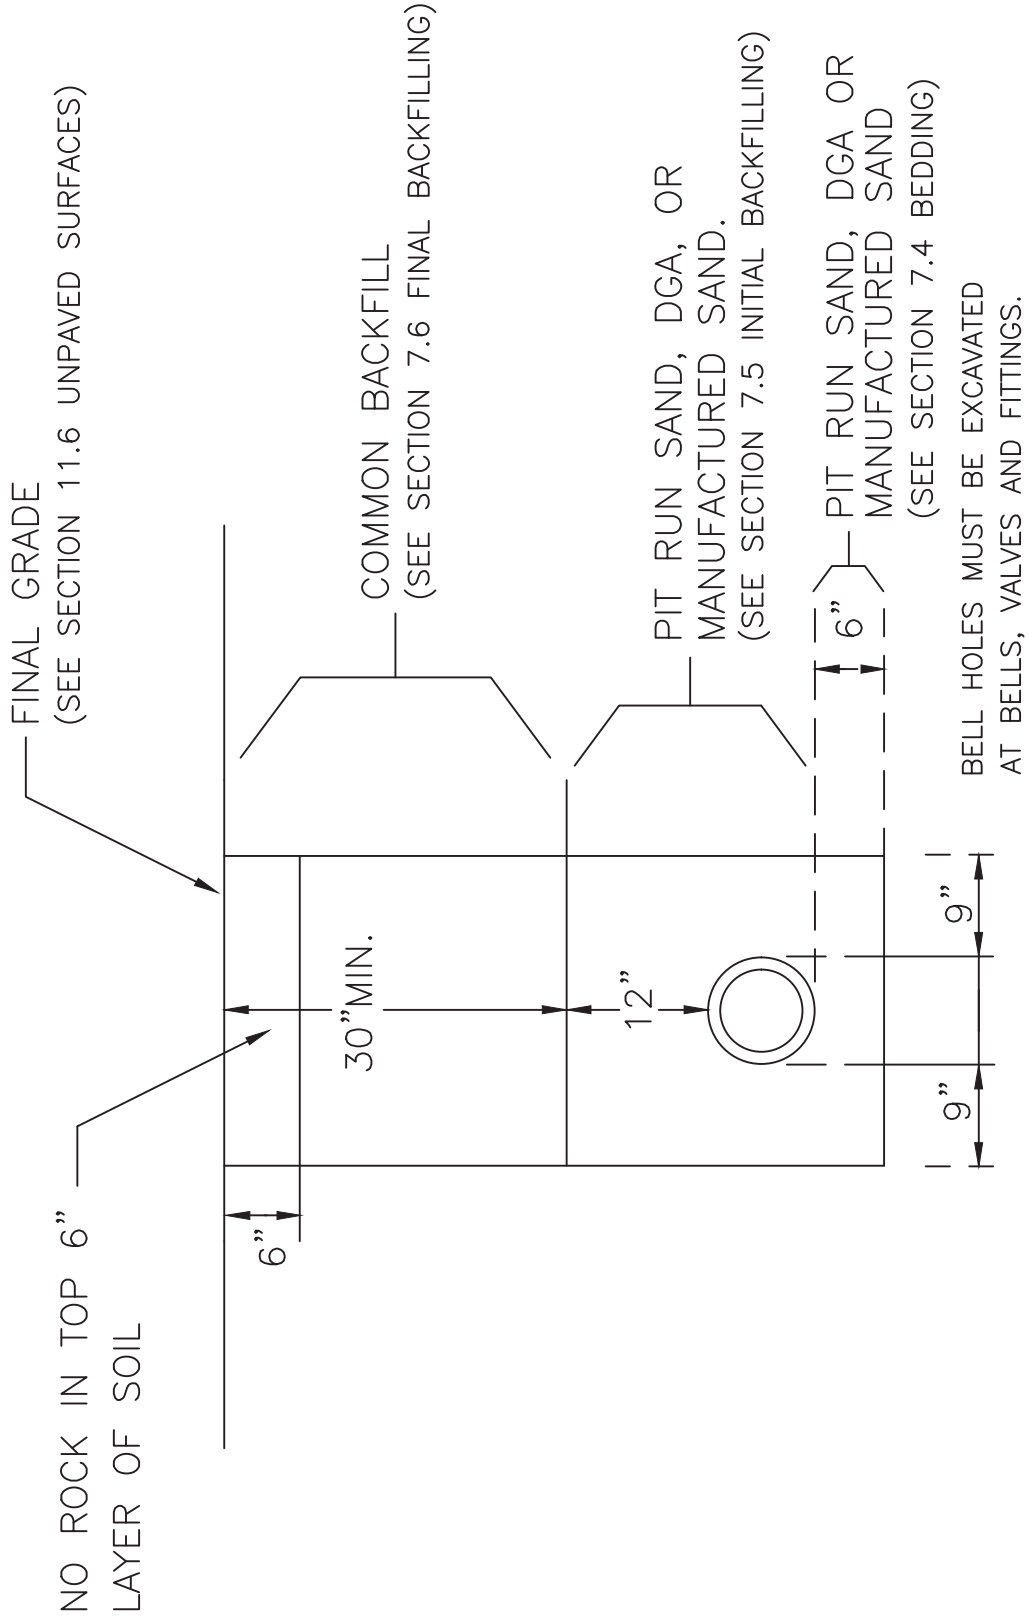 NO ROCK IN TOP 6"
LAYER OF SOIL
FINAL GRADE
(SEE SECTION 11.6 UNPAVED SURFACES)
6"
30"MIN.
COMMON BACKFILL
(SEE SECTION 7.6 FINAL BACKFILLING)
12"
PIT RUN SAND, DGA, OR
MANUFACTURED SAND.
(SEE SECTION 7.5 INITIAL BACKFILLING)
6"
PIT RUN SAND, DGA OR
MANUFACTURED SAND
(SEE SECTION 7.4 BEDDING)
9"
9"
BELL HOLES MUST BE EXCAVATED
AT BELLS, VALVES AND FITTINGS.